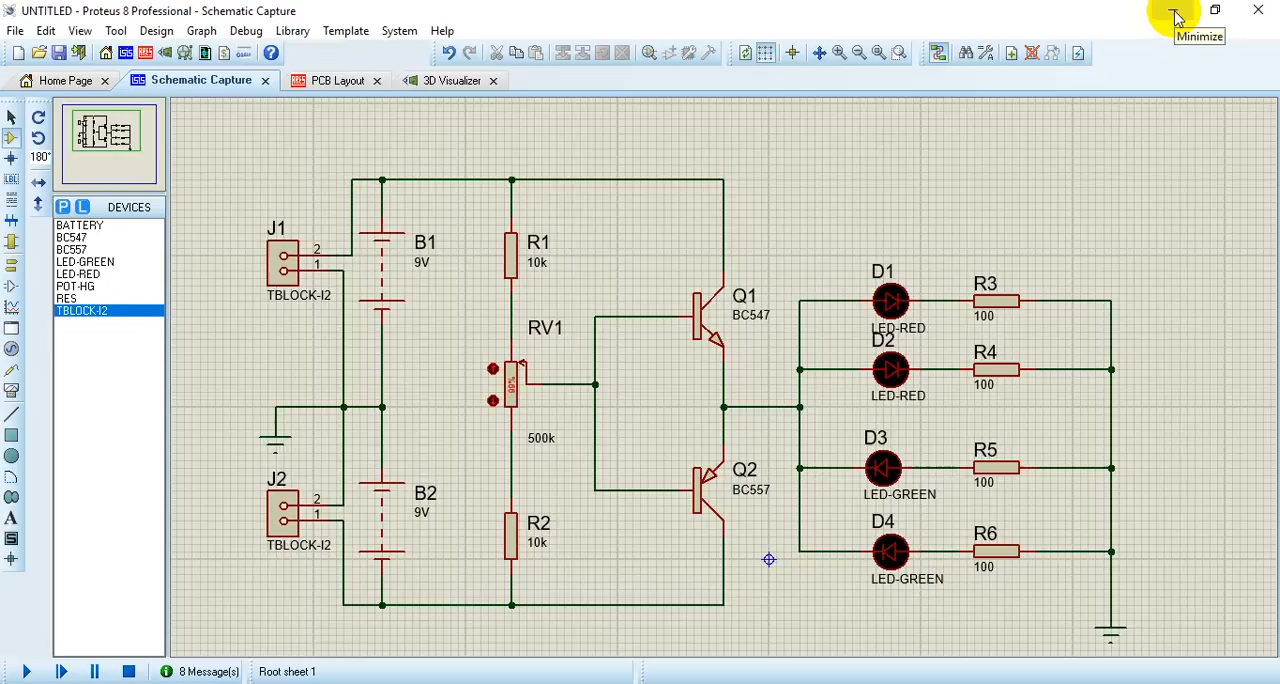 UNTITLED - Proteus 8 Professional - Schematic Capture
Minimize
File Edit View Tool Design Graph Debug Library Template System Help
Home Page Schematic Capture PCB Layout 3D Visualizer
180°
LBL
P L DEVICES
BATTERY
BC547
BC557
LED-GREEN
LED-RED
POT-HG
RES
TBLOCK-I2
A
S
J1
2
1
TBLOCK-I2
B1
9V
R1
10k
RV1
99%
500k
Q1
BC547
D1
LED-RED
R3
100
D2
LED-RED
R4
100
D3
LED-GREEN
R5
100
D4
LED-GREEN
R6
100
J2
2
1
TBLOCK-I2
B2
9V
R2
10k
Q2
BC557
8 Message(s) Root sheet 1